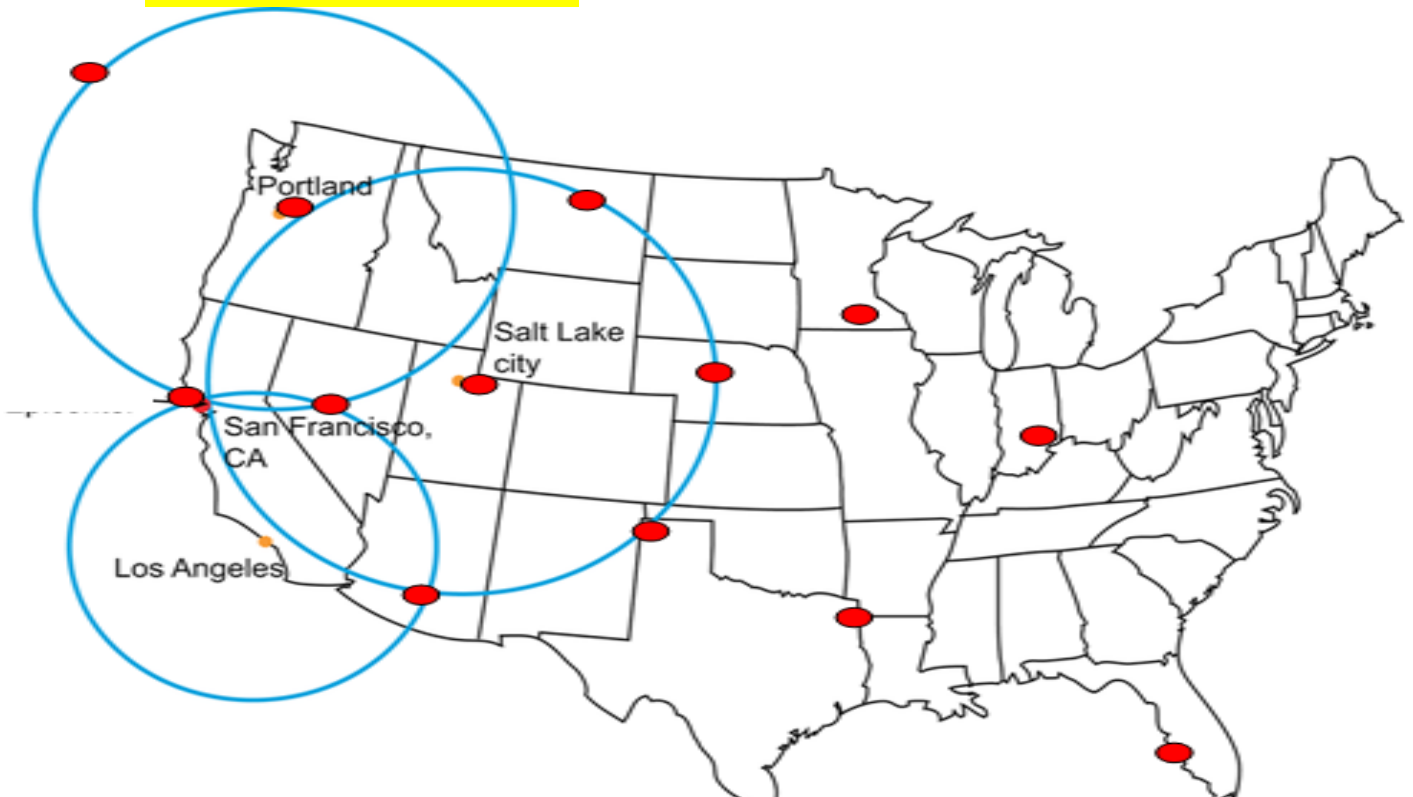 Portland
Salt Lake
city
San Francisco,
CA
Los Angeles